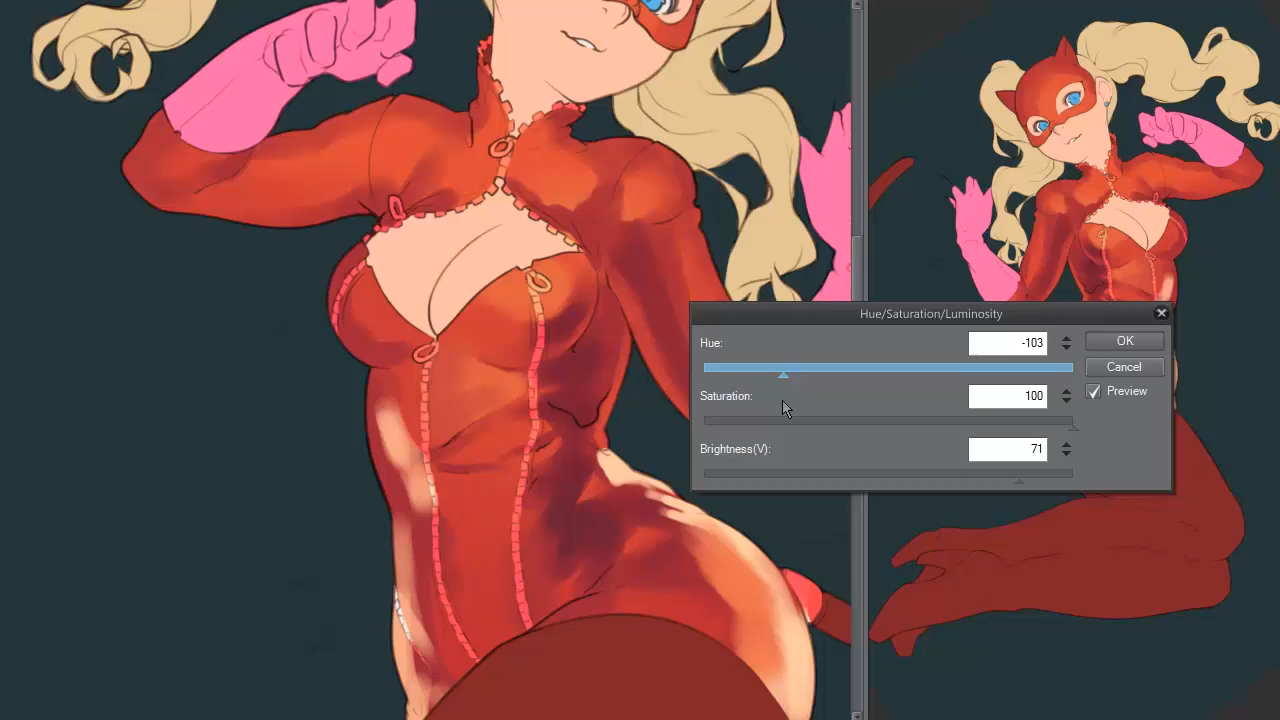 Hue/Saturation/Luminosity
Hue: -103 OK
Cancel
Preview
Saturation: 100
Brightness(V): 71